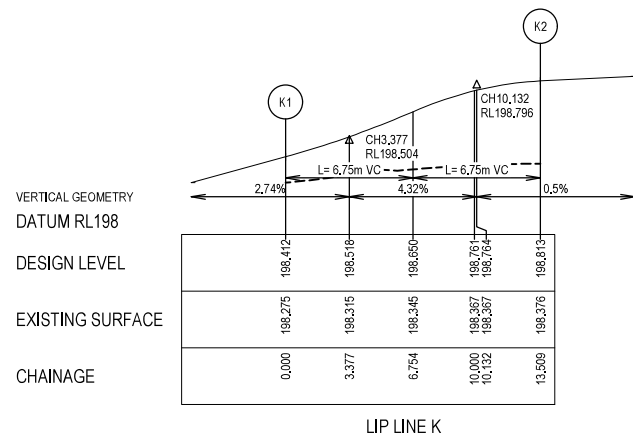 K2
K1
CH10.132
RL198.796
CH3.377
RL198.504
L= 6.75m VC
L= 6.75m VC
VERTICAL GEOMETRY
2.74%
4.32%
0.5%
DATUM RL198
DESIGN LEVEL
198.412
198.518
198.650
198.761
198.764
198.813
EXISTING SURFACE
198.275
198.315
198.345
198.367
198.367
198.376
CHAINAGE
0.000
3.377
6.754
10.000
10.132
13.509
LIP LINE K